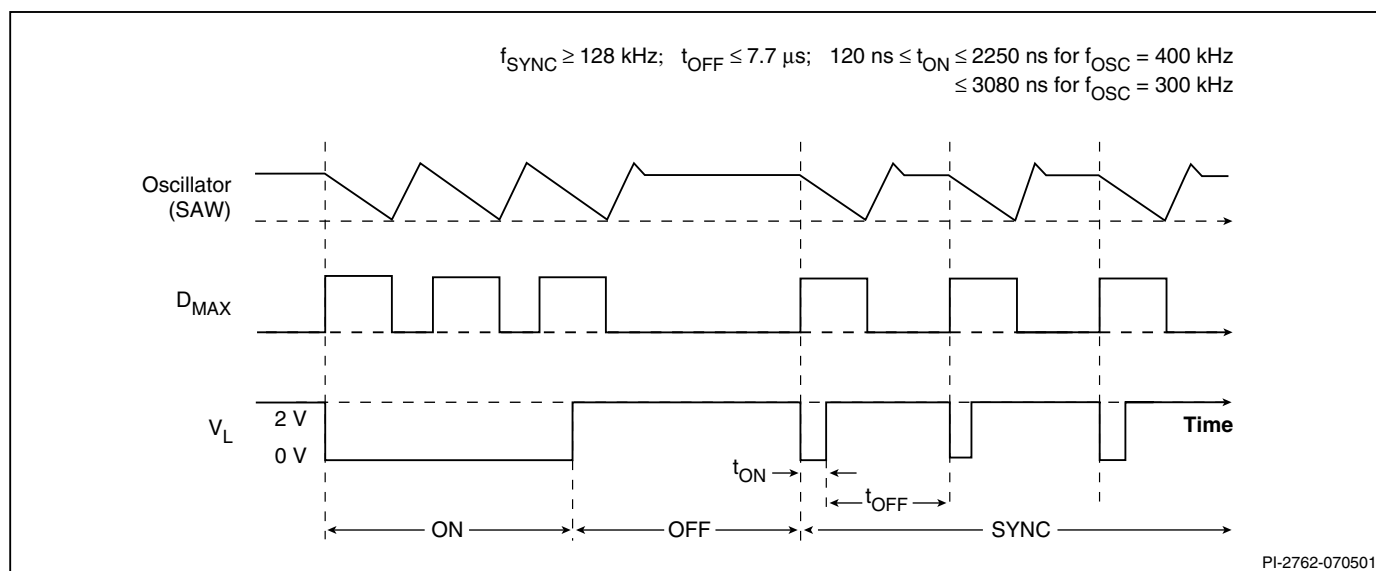 f_SYNC ≥ 128 kHz; t_OFF ≤ 7.7 µs; 120 ns ≤ t_ON ≤ 2250 ns for f_OSC = 400 kHz
≤ 3080 ns for f_OSC = 300 kHz
Oscillator
(SAW)
D_MAX
V_L
2 V
0 V
Time
t_ON
t_OFF
ON
OFF
SYNC
PI-2762-070501